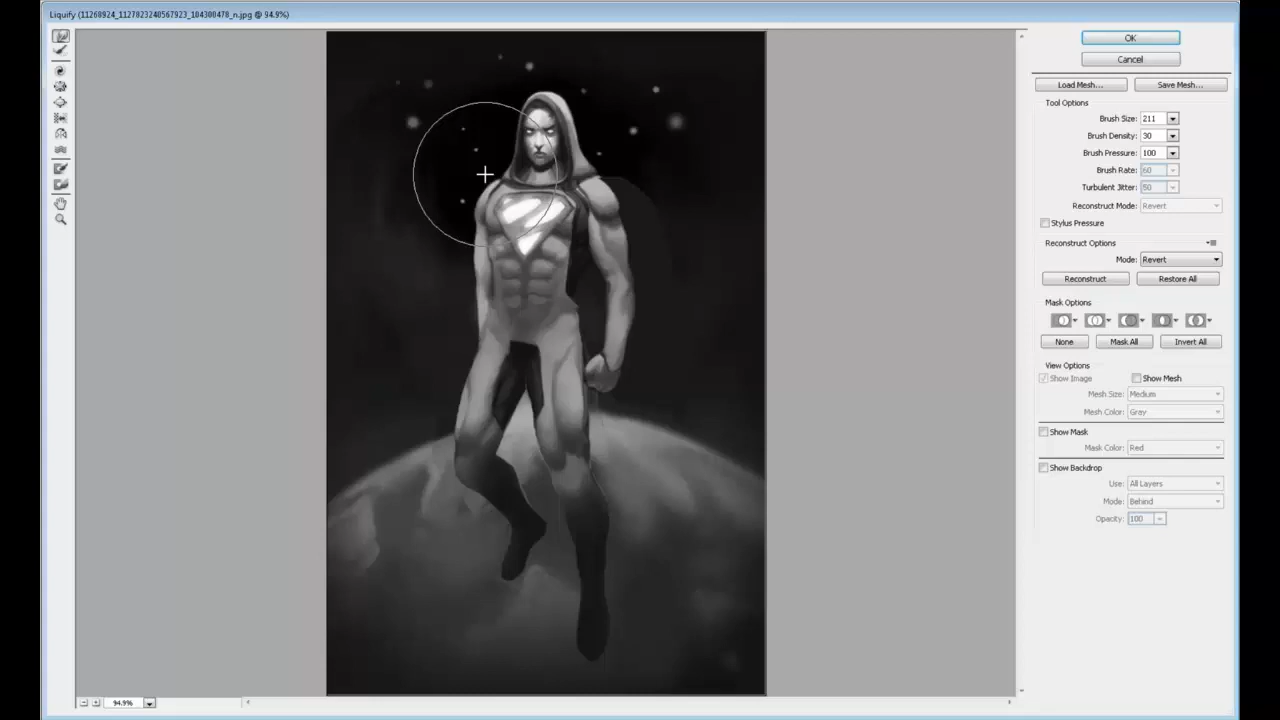 Liquify (11268924_1127823240567923_104300478_n.jpg @ 94.9%)
OK
Cancel
Load Mesh... Save Mesh...
Tool Options
Brush Size: 211
Brush Density: 30
Brush Pressure: 100
Brush Rate: 60
Turbulent Jitter: 50
Reconstruct Mode: Revert
Stylus Pressure
Reconstruct Options
Mode: Revert
Reconstruct Restore All
Mask Options
None Mask All Invert All
View Options
Show Image Show Mesh
Mesh Size: Medium
Mesh Color: Gray
Show Mask
Mask Color: Red
Show Backdrop
Use: All Layers
Mode: Behind
Opacity: 100
94.9%